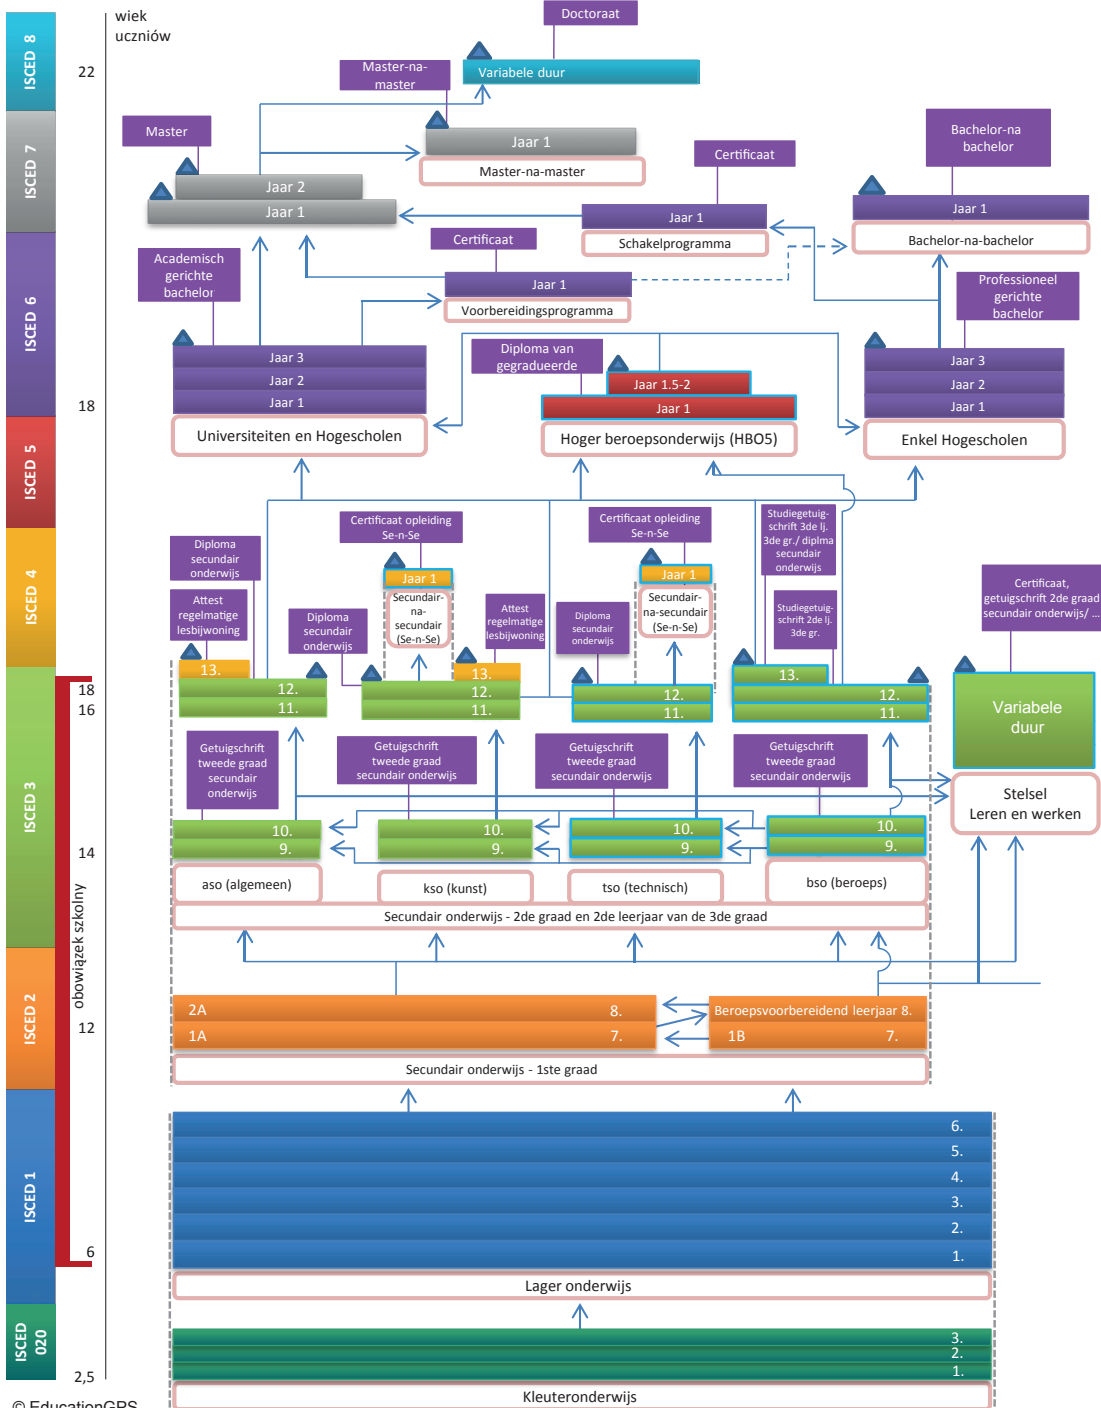 wiek
uczniów
ISCED 8
ISCED 7
ISCED 6
ISCED 5
ISCED 4
ISCED 3
ISCED 2
ISCED 1
ISCED
020
obowiązek szkolny
22
18
18
16
14
12
6
2,5
Doctoraat
Variabele duur
Master-na-
master
Jaar 1
Master-na-master
Master
Jaar 2
Jaar 1
Certificaat
Jaar 1
Schakelprogramma
Bachelor-na
bachelor
Jaar 1
Bachelor-na-bachelor
Academisch
gerichte
bachelor
Certificaat
Jaar 1
Voorbereidingsprogramma
Professioneel
gerichte
bachelor
Jaar 3
Jaar 2
Jaar 1
Universiteiten en Hogescholen
Diploma van
gegradueerde
Jaar 1.5-2
Jaar 1
Hoger beroepsonderwijs (HBO5)
Jaar 3
Jaar 2
Jaar 1
Enkel Hogescholen
Diploma
secundair
onderwijs
Attest
regelmatige
lesbijwoning
13.
12.
11.
Certificaat opleiding
Se-n-Se
Jaar 1
Secundair-
na-
secundair
(Se-n-Se)
Diploma
secundair
onderwijs
Attest
regelmatige
lesbijwoning
13.
12.
11.
Certificaat opleiding
Se-n-Se
Jaar 1
Secundair-
na-secundair
(Se-n-Se)
Diploma
secundair
onderwijs
12.
11.
Studiegetuig-
schrift 3de lj.
3de gr./ diplma
secundair
onderwijs
Studiegetuig-
schrift 2de lj.
3de gr.
13.
12.
11.
Certificaat,
getuigschrift 2de graad
secundair onderwijs/ ...
Variabele
duur
Stelsel
Leren en werken
Getuigschrift
tweede graad
secundair
onderwijs
10.
9.
aso (algemeen)
Getuigschrift
tweede graad
secundair onderwijs
10.
9.
kso (kunst)
Getuigschrift
tweede graad
secundair onderwijs
10.
9.
tso (technisch)
Getuigschrift
tweede graad
secundair onderwijs
10.
9.
bso (beroeps)
Secundair onderwijs - 2de graad en 2de leerjaar van de 3de graad
2A 8.
1A 7.
Beroepsvoorbereidend leerjaar 8.
1B 7.
Secundair onderwijs - 1ste graad
6.
5.
4.
3.
2.
1.
Lager onderwijs
3.
2.
1.
Kleuteronderwijs
© EducationGPS